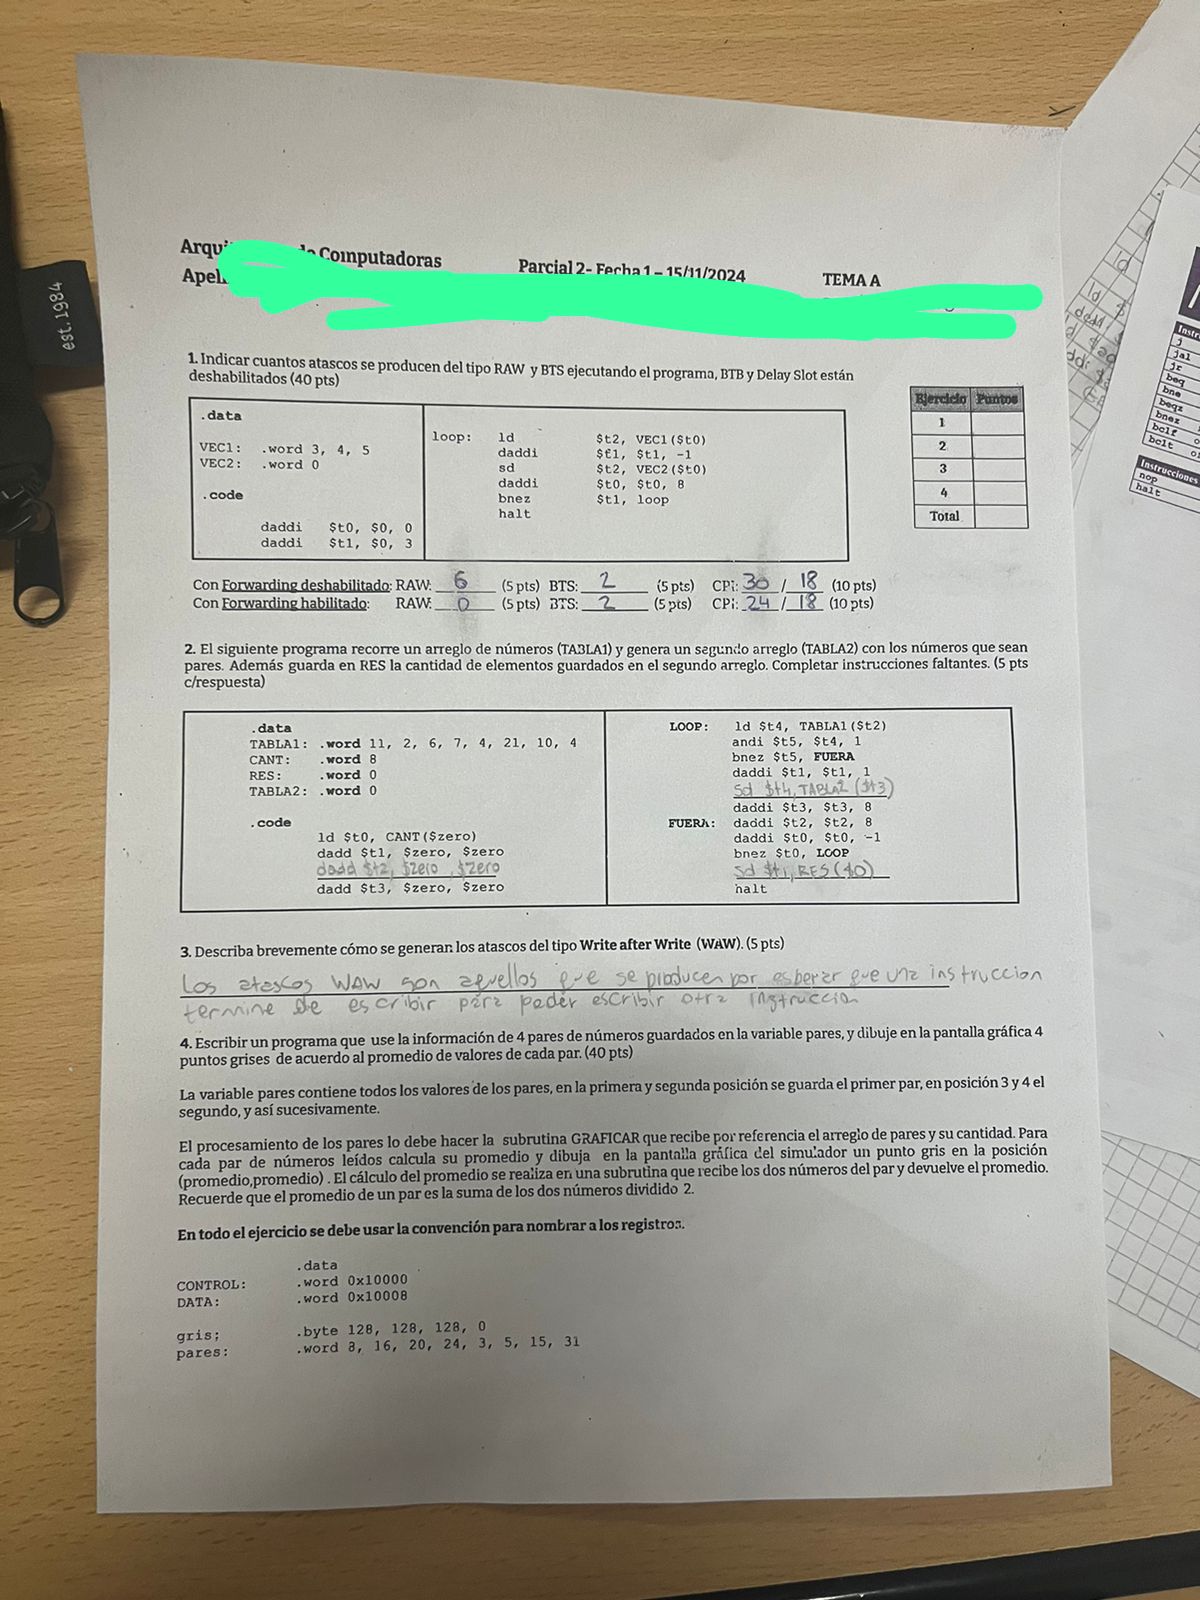 est. 1984
Computadoras
Parcial 2- Fecha 1 – 15/11/2024
TEMA A
1. Indicar cuantos atascos se producen del tipo RAW y BTS ejecutando el programa, BTB y Delay Slot están
deshabilitados (40 pts)
Ejercicio Puntos
1
2
3
4
Total
.data
VEC1: .word 3, 4, 5
VEC2: .word 0
.code
daddi $t0, $0, 0
daddi $t1, $0, 3
loop: ld $t2, VEC1($t0)
daddi $t1, $t1, -1
sd $t2, VEC2($t0)
daddi $t0, $t0, 8
bnez $t1, loop
halt
Con Forwarding deshabilitado: RAW: 6 (5 pts) BTS: 2 (5 pts) CPi: 30 / 18 (10 pts)
Con Forwarding habilitado: RAW: 0 (5 pts) BTS: 2 (5 pts) CPi: 24 / 18 (10 pts)
2. El siguiente programa recorre un arreglo de números (TABLA1) y genera un segundo arreglo (TABLA2) con los números que sean
pares. Además guarda en RES la cantidad de elementos guardados en el segundo arreglo. Completar instrucciones faltantes. (5 pts
c/respuesta)
.data
TABLA1: .word 11, 2, 6, 7, 4, 21, 10, 4
CANT: .word 8
RES: .word 0
TABLA2: .word 0
.code
ld $t0, CANT($zero)
dadd $t1, $zero, $zero
dadd $t2, $zero, $zero
dadd $t3, $zero, $zero
LOOP: ld $t4, TABLA1($t2)
andi $t5, $t4, 1
bnez $t5, FUERA
daddi $t1, $t1, 1
sd $t4, TABLA2 ($t3)
daddi $t3, $t3, 8
FUERA: daddi $t2, $t2, 8
daddi $t0, $t0, -1
bnez $t0, LOOP
sd $t1, RES($0)
halt
3. Describa brevemente cómo se generan los atascos del tipo Write after Write (WAW). (5 pts)
Los atascos WAW son aquellos que se producen por esperar que una instruccion
termine de escribir para poder escribir otra instruccion
4. Escribir un programa que use la información de 4 pares de números guardados en la variable pares, y dibuje en la pantalla gráfica 4
puntos grises de acuerdo al promedio de valores de cada par. (40 pts)
La variable pares contiene todos los valores de los pares, en la primera y segunda posición se guarda el primer par, en posición 3 y 4 el
segundo, y así sucesivamente.
El procesamiento de los pares lo debe hacer la subrutina GRAFICAR que recibe por referencia el arreglo de pares y su cantidad. Para
cada par de números leídos calcula su promedio y dibuja en la pantalla gráfica del simulador un punto gris en la posición
(promedio,promedio) . El cálculo del promedio se realiza en una subrutina que recibe los dos números del par y devuelve el promedio.
Recuerde que el promedio de un par es la suma de los dos números dividido 2.
En todo el ejercicio se debe usar la convención para nombrar a los registros.
.data
CONTROL: .word 0x10000
DATA: .word 0x10008
gris; .byte 128, 128, 128, 0
pares: .word 8, 16, 20, 24, 3, 5, 15, 31
j
jal
jr
beq
bne
beqz
bnez
bc1f
bc1t
Instrucciones
nop
halt